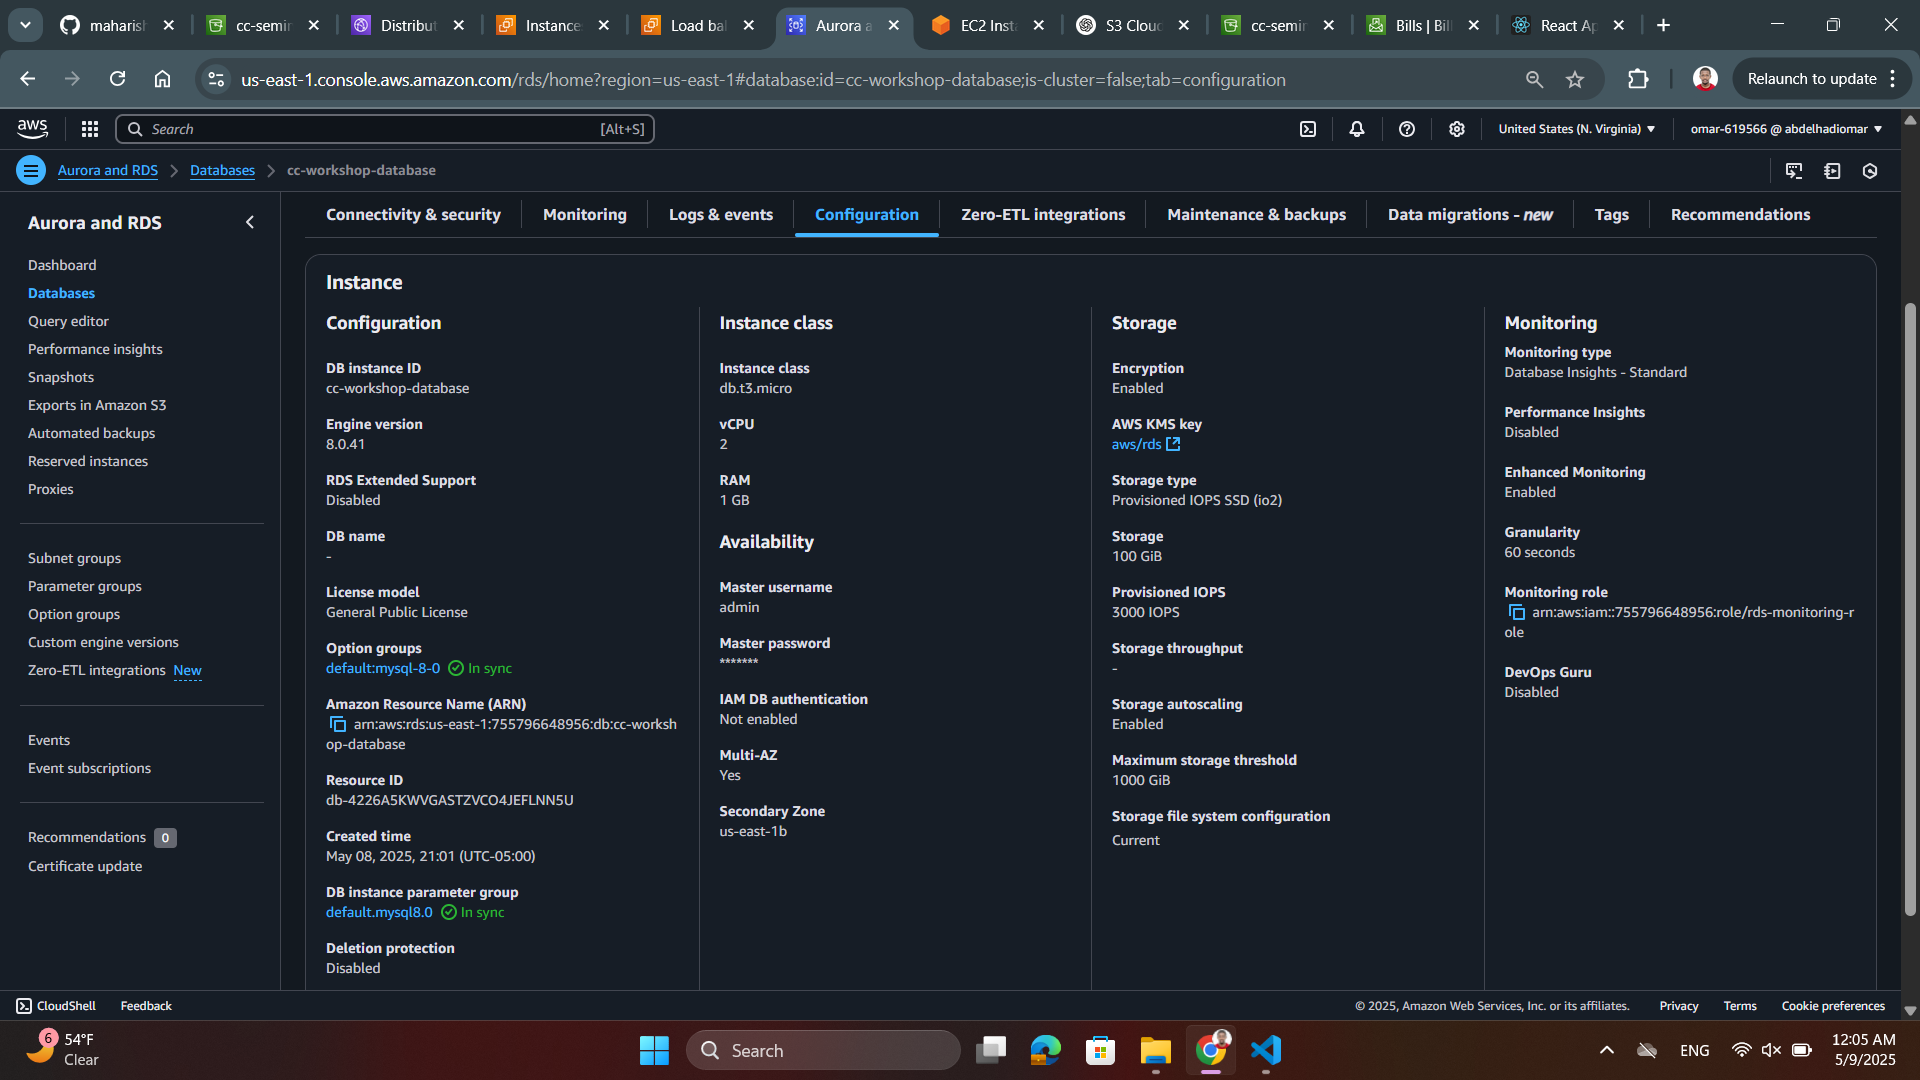 maharish
cc-semin
Distribut
Instance
Load bal
Aurora a
EC2 Inst
S3 Cloud
cc-semin
Bills | Bil
React Ap
us-east-1.console.aws.amazon.com/rds/home?region=us-east-1#database:id=cc-workshop-database;is-cluster=false;tab=configuration
Relaunch to update
aws
Search
[Alt+S]
United States (N. Virginia)
omar-619566 @ abdelhadiomar
Aurora and RDS
Databases
cc-workshop-database
Aurora and RDS
Dashboard
Databases
Query editor
Performance insights
Snapshots
Exports in Amazon S3
Automated backups
Reserved instances
Proxies
Subnet groups
Parameter groups
Option groups
Custom engine versions
Zero-ETL integrations New
Events
Event subscriptions
Recommendations 0
Certificate update
Connectivity & security
Monitoring
Logs & events
Configuration
Zero-ETL integrations
Maintenance & backups
Data migrations - new
Tags
Recommendations
Instance
Configuration
DB instance ID
cc-workshop-database
Engine version
8.0.41
RDS Extended Support
Disabled
DB name
-
License model
General Public License
Option groups
default:mysql-8-0 In sync
Amazon Resource Name (ARN)
arn:aws:rds:us-east-1:755796648956:db:cc-worksh
op-database
Resource ID
db-4226A5KWVGASTZVCO4JEFLNN5U
Created time
May 08, 2025, 21:01 (UTC-05:00)
DB instance parameter group
default.mysql8.0 In sync
Deletion protection
Disabled
Instance class
Instance class
db.t3.micro
vCPU
2
RAM
1 GB
Availability
Master username
admin
Master password
*******
IAM DB authentication
Not enabled
Multi-AZ
Yes
Secondary Zone
us-east-1b
Storage
Encryption
Enabled
AWS KMS key
aws/rds
Storage type
Provisioned IOPS SSD (io2)
Storage
100 GiB
Provisioned IOPS
3000 IOPS
Storage throughput
-
Storage autoscaling
Enabled
Maximum storage threshold
1000 GiB
Storage file system configuration
Current
Monitoring
Monitoring type
Database Insights - Standard
Performance Insights
Disabled
Enhanced Monitoring
Enabled
Granularity
60 seconds
Monitoring role
arn:aws:iam::755796648956:role/rds-monitoring-r
ole
DevOps Guru
Disabled
CloudShell
Feedback
© 2025, Amazon Web Services, Inc. or its affiliates.
Privacy
Terms
Cookie preferences
6
54°F
Clear
Search
ENG
12:05 AM
5/9/2025